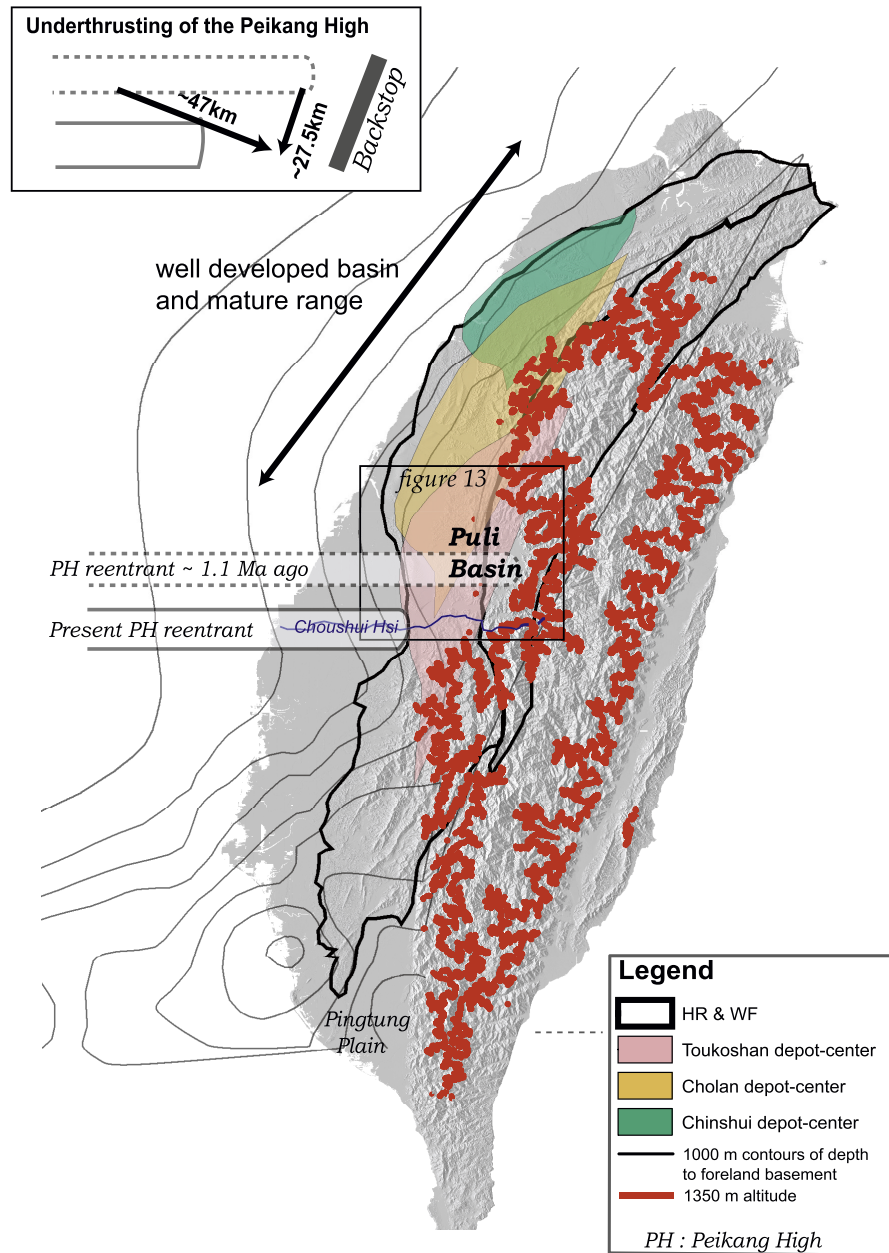 Underthrusting of the Peikang High
~47km
~27.5km
Backstop
well developed basin
and mature range
figure 13
Puli
Basin
PH reentrant ~ 1.1 Ma ago
Present PH reentrant
Choushui Hsi
Pingtung
Plain
Legend
HR & WF
Toukoshan depot-center
Cholan depot-center
Chinshui depot-center
1000 m contours of depth
to foreland basement
1350 m altitude
PH : Peikang High